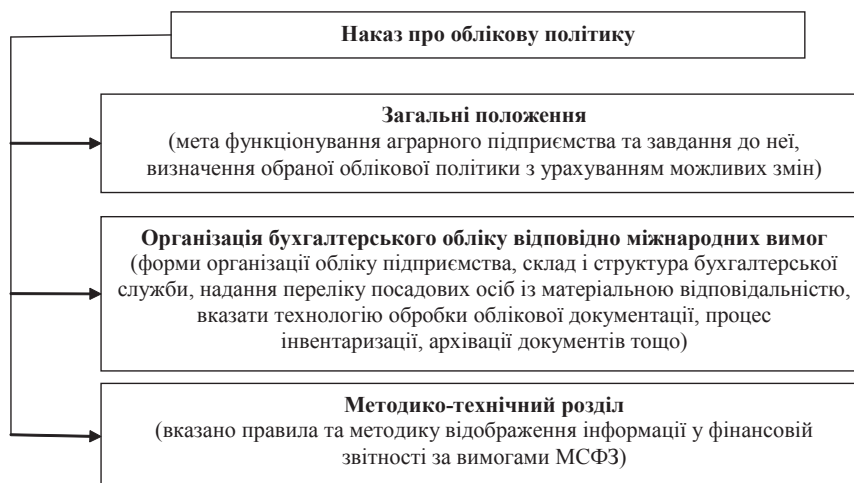 Наказ про облікову політику
Загальні положення
(мета функціонування аграрного підприємства та завдання до неї,
визначення обраної облікової політики з урахуванням можливих змін)
Організація бухгалтерського обліку відповідно міжнародних вимог
(форми організації обліку підприємства, склад і структура бухгалтерської
служби, надання переліку посадових осіб із матеріальною відповідальністю,
вказати технологію обробки облікової документації, процес
інвентаризації, архівації документів тощо)
Методико-технічний розділ
(вказано правила та методику відображення інформації у фінансовій
звітності за вимогами МСФЗ)